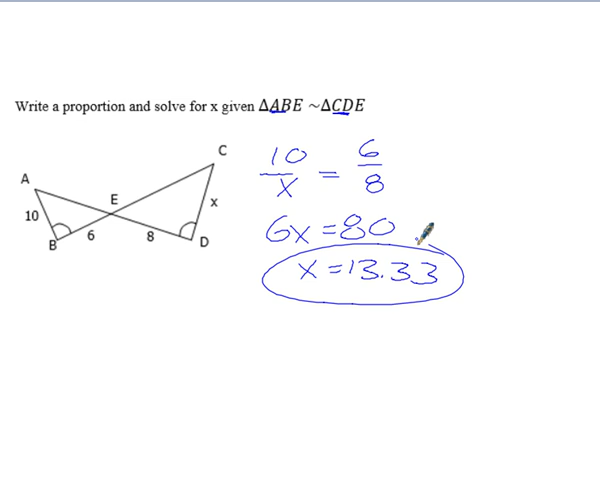 Write a proportion and solve for x given ΔABE ~ΔCDE
C
A
E
10
x
B
6
8
D
10/x = 6/8
6x = 80
x = 13.33